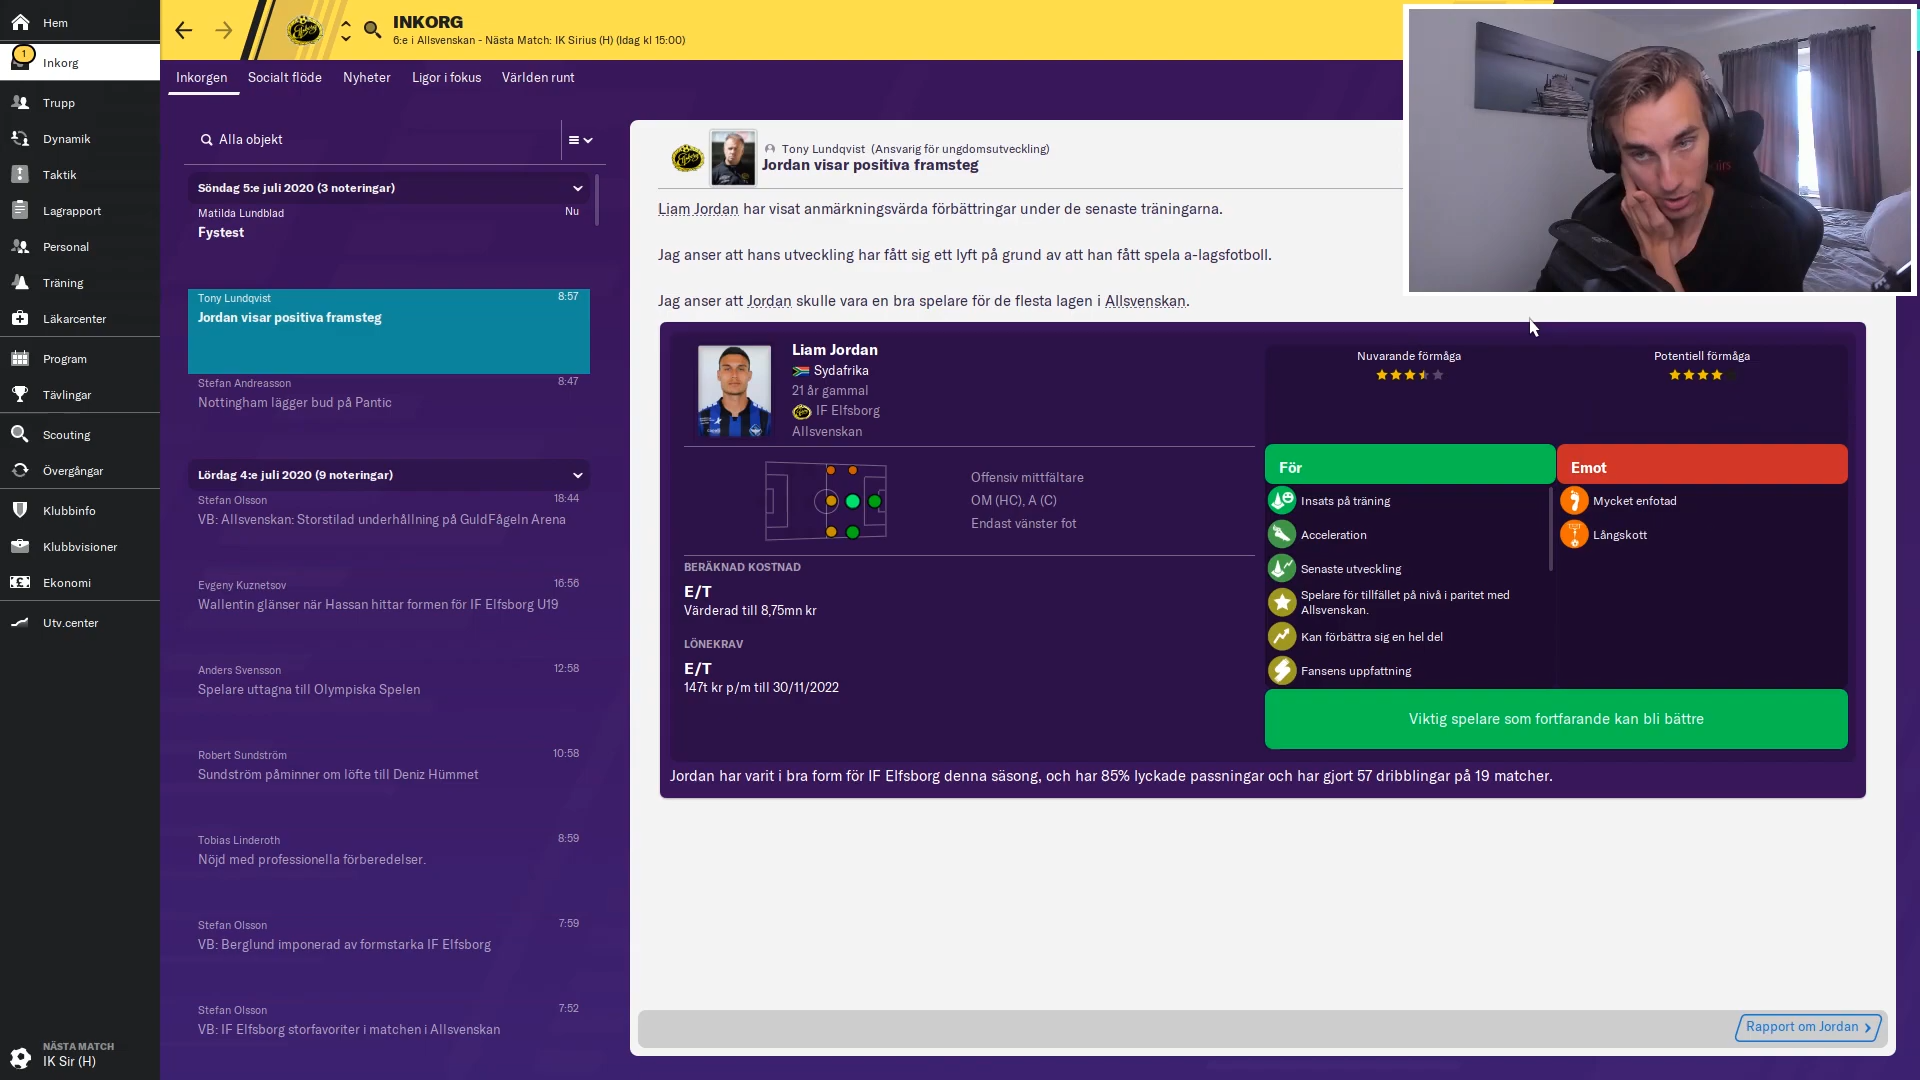 Hem
1
Inkorg
Trupp
Dynamik
Taktik
Lagrapport
Personal
Träning
Läkarcenter
Program
Tävlingar
Scouting
Övergångar
Klubbinfo
Klubbvisioner
Ekonomi
Utv.center
NÄSTA MATCH
IK Sir (H)
INKORG
6:e i Allsvenskan - Nästa Match: IK Sirius (H) (Idag kl 15:00)
Inkorgen Socialt flöde Nyheter Ligor i fokus Världen runt
Alla objekt
Söndag 5:e juli 2020 (3 noteringar)
Matilda Lundblad Nu
Fystest
Tony Lundqvist 8:57
Jordan visar positiva framsteg
Stefan Andreasson 8:47
Nottingham lägger bud på Pantic
Lördag 4:e juli 2020 (9 noteringar)
Stefan Olsson 18:44
VB: Allsvenskan: Storstilad underhållning på GuldFågeln Arena
Evgeny Kuznetsov 16:56
Wallentin glänser när Hassan hittar formen för IF Elfsborg U19
Anders Svensson 12:58
Spelare uttagna till Olympiska Spelen
Robert Sundström 10:58
Sundström påminner om löfte till Deniz Hümmet
Tobias Linderoth 8:59
Nöjd med professionella förberedelser.
Stefan Olsson 7:59
VB: Berglund imponerad av formstarka IF Elfsborg
Stefan Olsson 7:52
VB: IF Elfsborg storfavoriter i matchen i Allsvenskan
Tony Lundqvist (Ansvarig för ungdomsutveckling)
Jordan visar positiva framsteg
Liam Jordan har visat anmärkningsvärda förbättringar under de senaste träningarna.
Jag anser att hans utveckling har fått sig ett lyft på grund av att han fått spela a-lagsfotboll.
Jag anser att Jordan skulle vara en bra spelare för de flesta lagen i Allsvenskan.
Liam Jordan
Sydafrika
21 år gammal
IF Elfsborg
Allsvenskan
Offensiv mittfältare
OM (HC), A (C)
Endast vänster fot
BERÄKNAD KOSTNAD
E/T
Värderad till 8,75mn kr
LÖNEKRAV
E/T
147t kr p/m till 30/11/2022
Nuvarande förmåga Potentiell förmåga
För Emot
Insats på träning
Acceleration
Senaste utveckling
Spelare för tillfället på nivå i paritet med
Allsvenskan.
Kan förbättra sig en hel del
Fansens uppfattning
Mycket enfotad
Långskott
Viktig spelare som fortfarande kan bli bättre
Jordan har varit i bra form för IF Elfsborg denna säsong, och har 85% lyckade passningar och har gjort 57 dribblingar på 19 matcher.
Rapport om Jordan